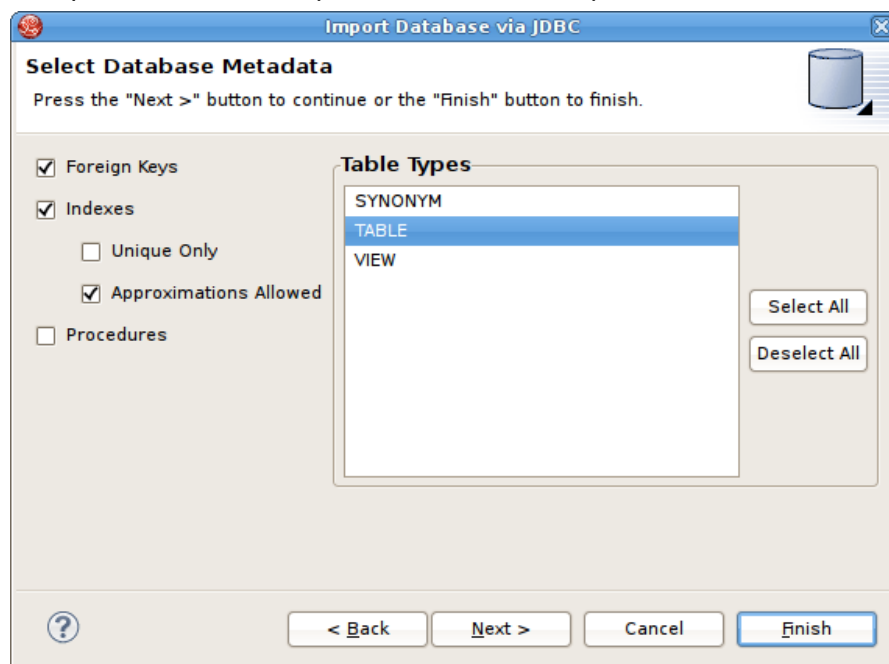 Import Database via JDBC
Select Database Metadata
Press the "Next >" button to continue or the "Finish" button to finish.
Foreign Keys
Indexes
Unique Only
Approximations Allowed
Procedures
Table Types
SYNONYM
TABLE
VIEW
Select All
Deselect All
< Back
Next >
Cancel
Finish